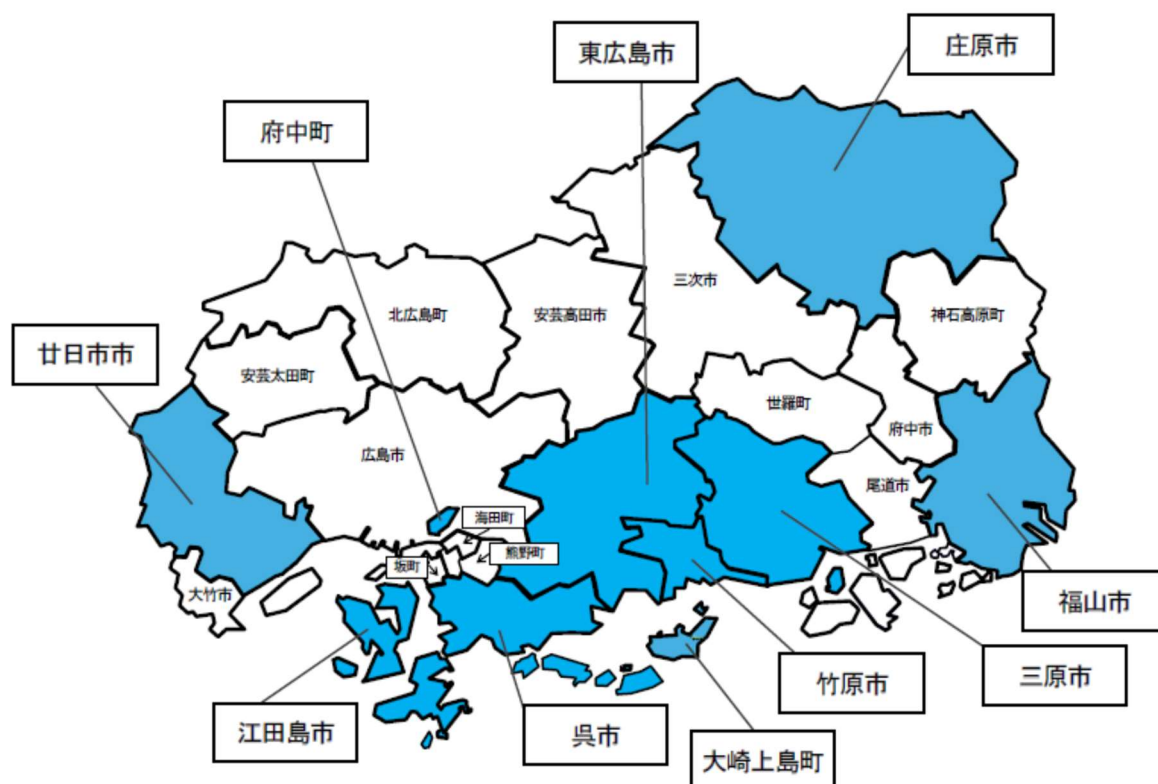 東広島市
庄原市
府中町
三次市
北広島町
安芸高田市
神石高原町
廿日市市
安芸太田町
世羅町
府中市
広島市
尾道市
海田町
熊野町
坂町
大竹市
福山市
竹原市
三原市
江田島市
呉市
大崎上島町